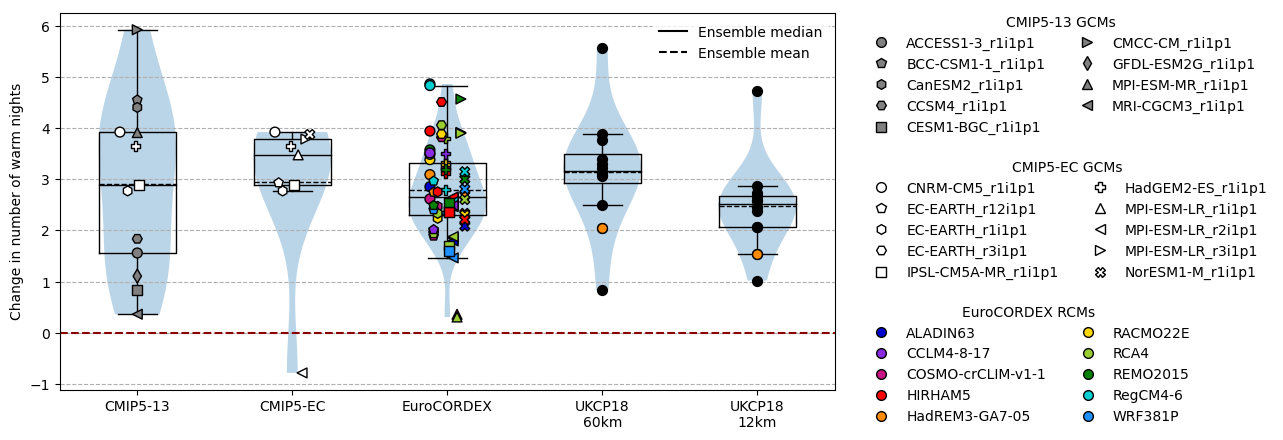 Change in number of warm nights
6
5
4
3
2
1
0
−1
Ensemble median
Ensemble mean
CMIP5-13
CMIP5-EC
EuroCORDEX
UKCP18
60km
UKCP18
12km
CMIP5-13 GCMs
ACCESS1-3_r1i1p1
BCC-CSM1-1_r1i1p1
CanESM2_r1i1p1
CCSM4_r1i1p1
CESM1-BGC_r1i1p1
CMCC-CM_r1i1p1
GFDL-ESM2G_r1i1p1
MPI-ESM-MR_r1i1p1
MRI-CGCM3_r1i1p1
CMIP5-EC GCMs
CNRM-CM5_r1i1p1
EC-EARTH_r12i1p1
EC-EARTH_r1i1p1
EC-EARTH_r3i1p1
IPSL-CM5A-MR_r1i1p1
HadGEM2-ES_r1i1p1
MPI-ESM-LR_r1i1p1
MPI-ESM-LR_r2i1p1
MPI-ESM-LR_r3i1p1
NorESM1-M_r1i1p1
EuroCORDEX RCMs
ALADIN63
CCLM4-8-17
COSMO-crCLIM-v1-1
HIRHAM5
HadREM3-GA7-05
RACMO22E
RCA4
REMO2015
RegCM4-6
WRF381P